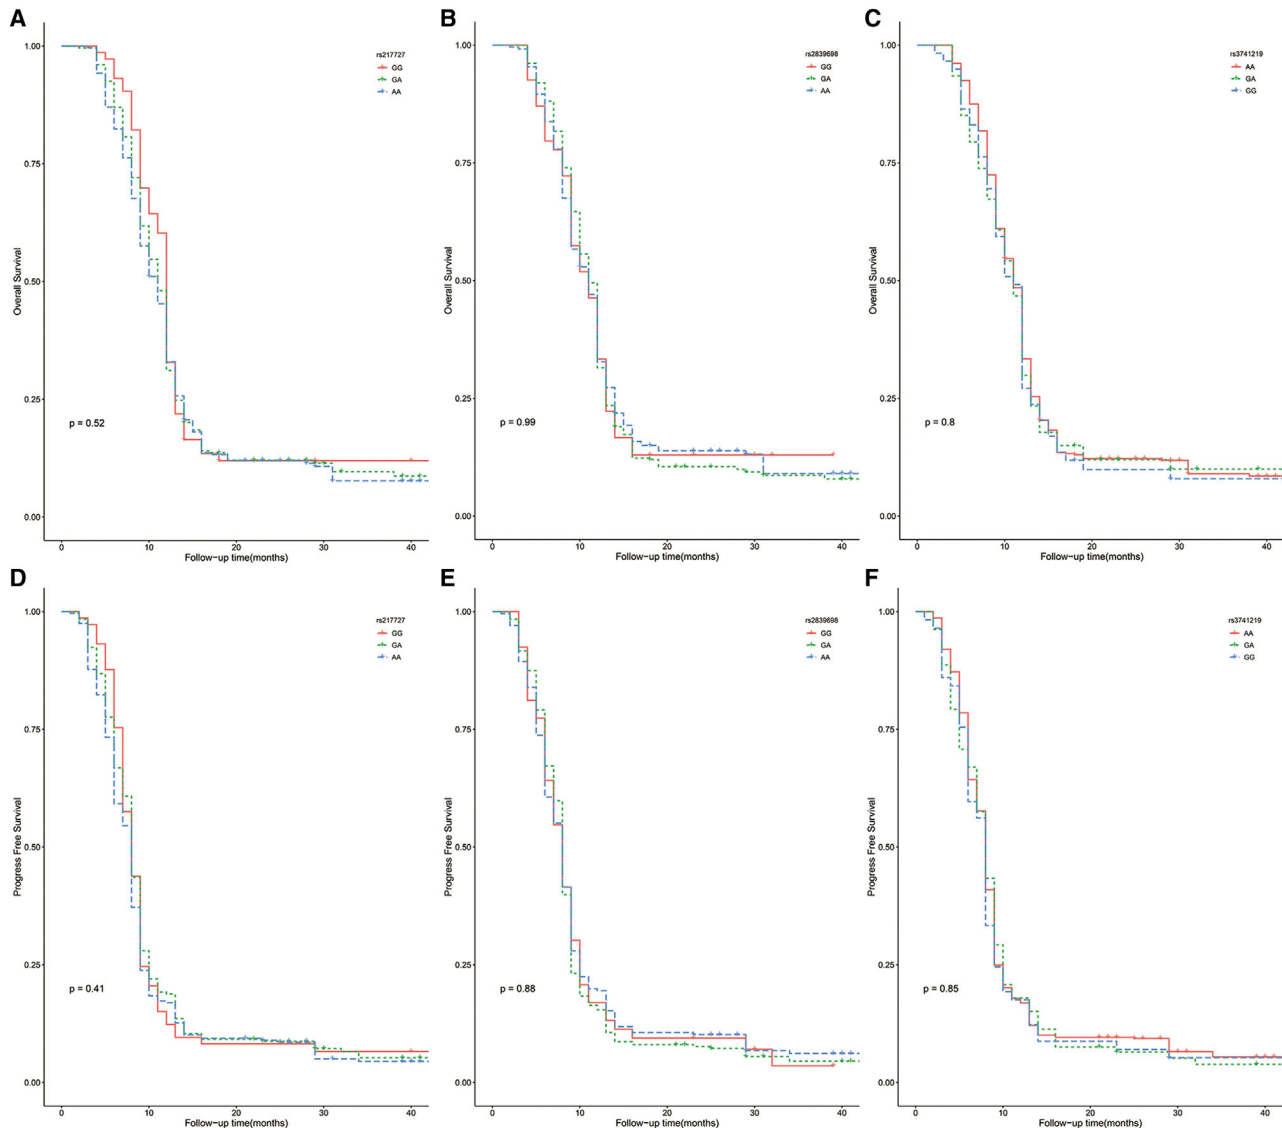 A
B
C
1.00
0.75
0.50
0.25
0.00
Overall Survival
rs217727
GG
GA
AA
p = 0.52
0
10
20
30
40
Follow-up time(months)
1.00
0.75
0.50
0.25
0.00
Overall Survival
rs2839698
GG
GA
AA
p = 0.99
0
10
20
30
40
Follow-up time(months)
1.00
0.75
0.50
0.25
0.00
Overall Survival
rs3741219
AA
GA
GG
p = 0.8
0
10
20
30
40
Follow-up time(months)
D
E
F
1.00
0.75
0.50
0.25
0.00
Progress Free Survival
rs217727
GG
GA
AA
p = 0.41
0
10
20
30
40
Follow-up time(months)
1.00
0.75
0.50
0.25
0.00
Progress Free Survival
rs2839698
GG
GA
AA
p = 0.88
0
10
20
30
40
Follow-up time(months)
1.00
0.75
0.50
0.25
0.00
Progress Free Survival
rs3741219
AA
GA
GG
p = 0.85
0
10
20
30
40
Follow-up time(months)